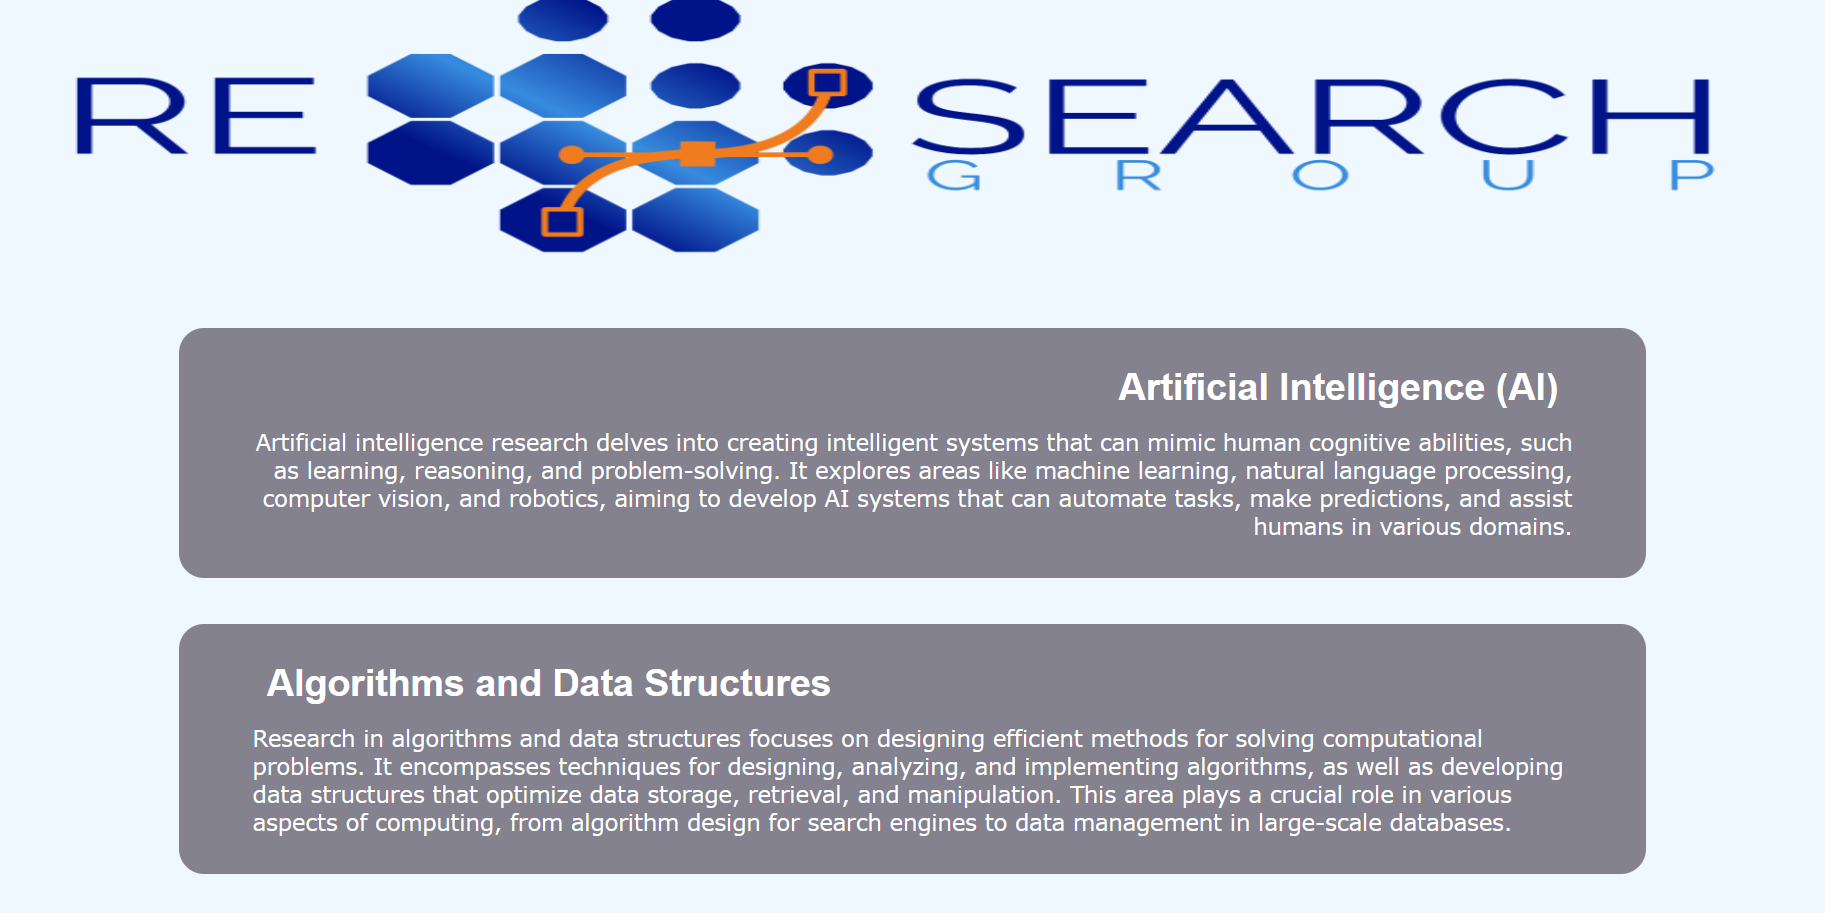 RE SEARCH
GROUP
Artificial Intelligence (AI)
Artificial intelligence research delves into creating intelligent systems that can mimic human cognitive abilities, such
as learning, reasoning, and problem-solving. It explores areas like machine learning, natural language processing,
computer vision, and robotics, aiming to develop AI systems that can automate tasks, make predictions, and assist
humans in various domains.
Algorithms and Data Structures
Research in algorithms and data structures focuses on designing efficient methods for solving computational
problems. It encompasses techniques for designing, analyzing, and implementing algorithms, as well as developing
data structures that optimize data storage, retrieval, and manipulation. This area plays a crucial role in various
aspects of computing, from algorithm design for search engines to data management in large-scale databases.